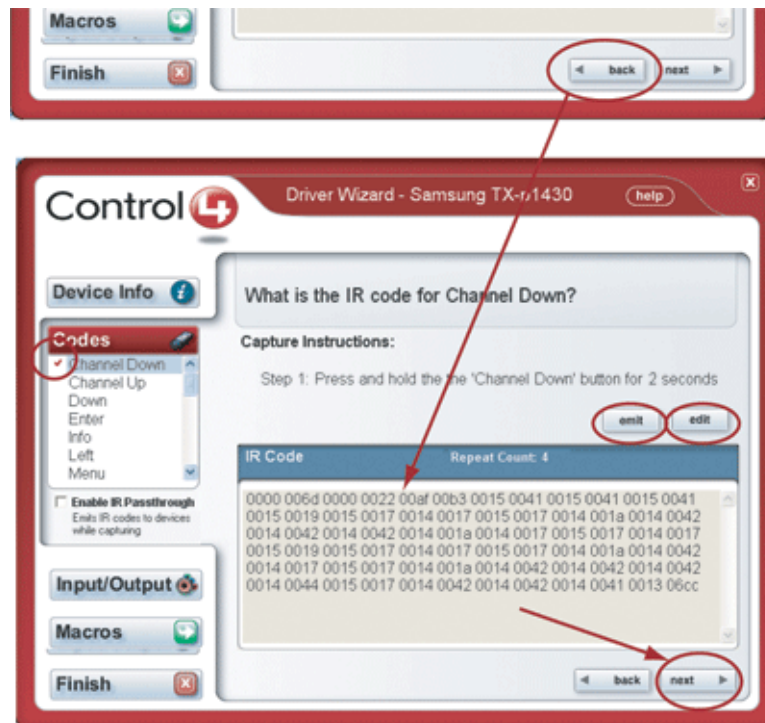 Macros
Finish
back next
Control4
Driver Wizard - Samsung TX-p1430
help
Device Info
What is the IR code for Channel Down?
Codes
Channel Down
Channel Up
Down
Enter
Info
Left
Menu
Capture Instructions:
Step 1: Press and hold the the 'Channel Down' button for 2 seconds
emit edit
IR Code Repeat Count: 4
0000 006d 0000 0022 00af 00b3 0015 0041 0015 0041 0015 0041
0015 0019 0015 0017 0014 0017 0015 0017 0014 001a 0014 0042
0014 0042 0014 0042 0014 001a 0014 0017 0015 0017 0014 0017
0015 0019 0015 0017 0014 0017 0015 0017 0014 001a 0014 0042
0014 0017 0015 0017 0014 001a 0014 0042 0014 0042 0014 0042
0014 0044 0015 0017 0014 0042 0014 0042 0014 0041 0013 06cc
Enable IR Passthrough
Emits IR codes to devices
while capturing
Input/Output
Macros
Finish
back next